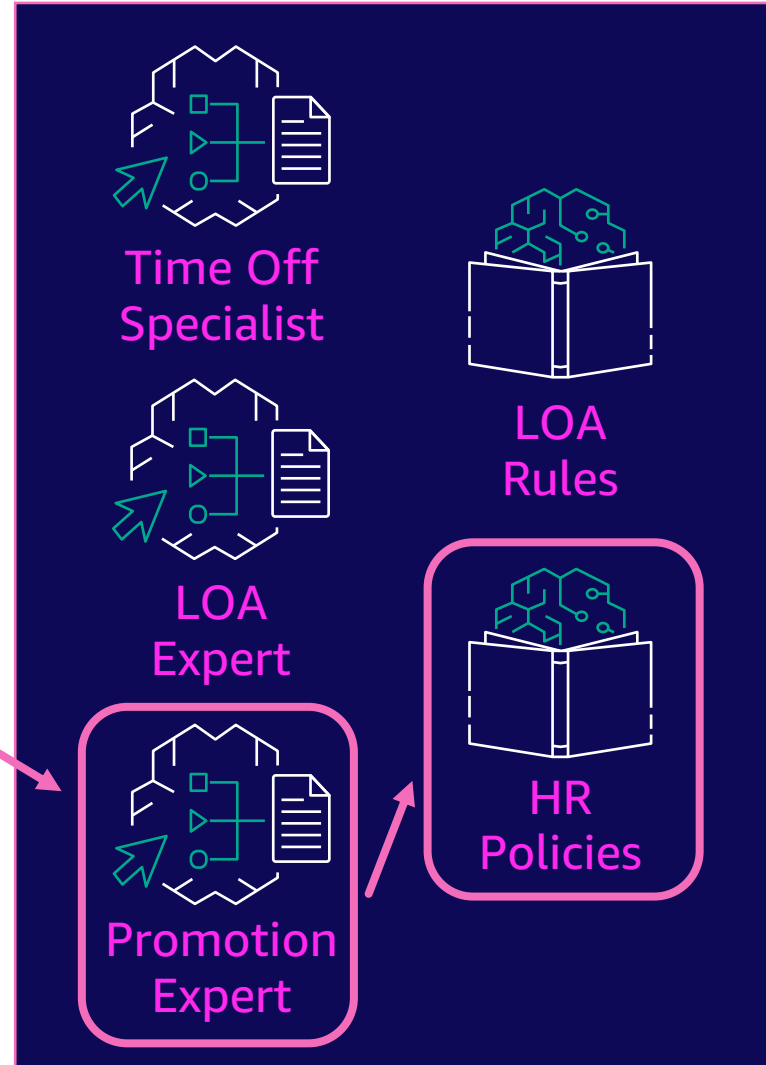 Time Off
Specialist
LOA
Rules
LOA
Expert
HR
Policies
Promotion
Expert